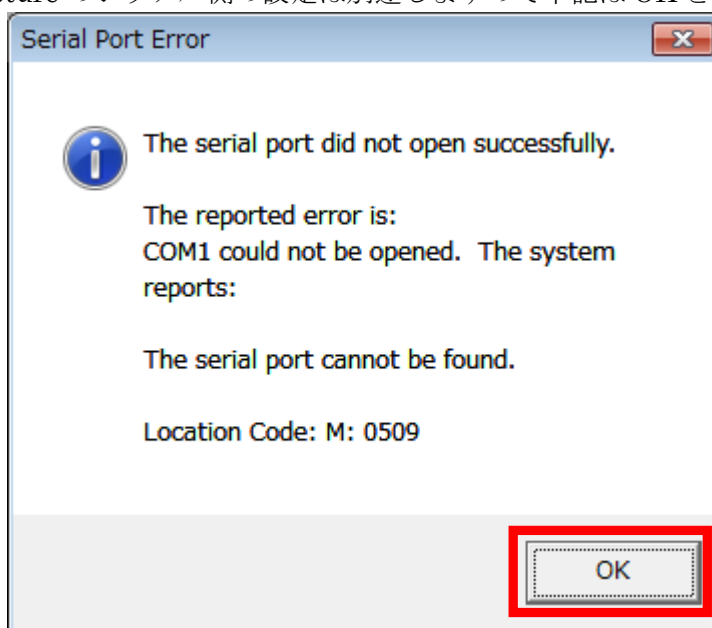 Serial Port Error
The serial port did not open successfully.
The reported error is:
COM1 could not be opened.  The system
reports:
The serial port cannot be found.
Location Code: M: 0509
OK